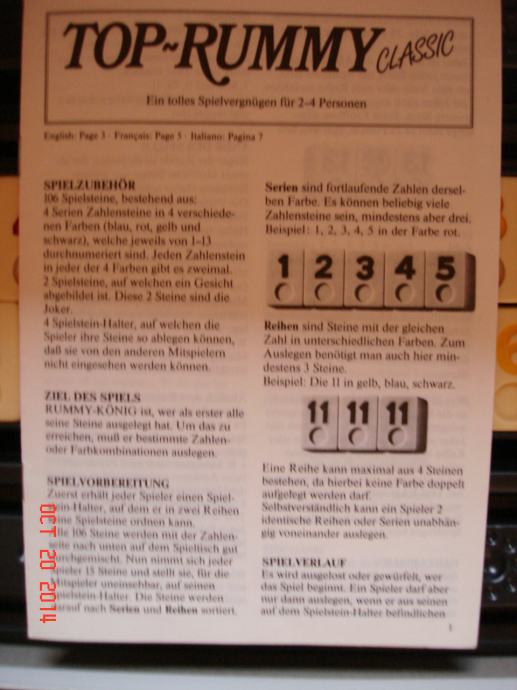 TOP~RUMMY CLASSIC
Ein tolles Spielvergnügen für 2–4 Personen
English: Page 3 · Français: Page 5 · Italiano: Pagina 7
SPIELZUBEHÖR
106 Spielsteine, bestehend aus:
4 Serien Zahlensteine in 4 verschiede-
nen Farben (blau, rot, gelb und
schwarz), welche jeweils von 1–13
durchnumeriert sind. Jeden Zahlenstein
in jeder der 4 Farben gibt es zweimal.
2 Spielsteine, auf welchen ein Gesicht
abgebildet ist. Diese 2 Steine sind die
Joker.
4 Spielstein-Halter, auf welchen die
Spieler ihre Steine so ablegen können,
daß sie von den anderen Mitspielern
nicht eingesehen werden können.
ZIEL DES SPIELS
RUMMY-KÖNIG ist, wer als erster alle
seine Steine ausgelegt hat. Um das zu
erreichen, muß er bestimmte Zahlen-
oder Farbkombinationen auslegen.
SPIELVORBEREITUNG
Zuerst erhält jeder Spieler einen Spiel-
stein-Halter, auf dem er in zwei Reihen
seine Spielsteine ordnen kann.
Alle 106 Steine werden mit der Zahlen-
seite nach unten auf dem Spieltisch gut
durchgemischt. Nun nimmt sich jeder
Spieler 15 Steine und stellt sie, für die
Mitspieler uneinsehbar, auf seinen
Spielstein-Halter. Die Steine werden
darauf nach Serien und Reihen sortiert.
Serien sind fortlaufende Zahlen dersel-
ben Farbe. Es können beliebig viele
Zahlensteine sein, mindestens aber drei.
Beispiel: 1, 2, 3, 4, 5 in der Farbe rot.
1 2 3 4 5
Reihen sind Steine mit der gleichen
Zahl in unterschiedlichen Farben. Zum
Auslegen benötigt man auch hier min-
destens 3 Steine.
Beispiel: Die 11 in gelb, blau, schwarz.
11 11 11
Eine Reihe kann maximal aus 4 Steinen
bestehen, da hierbei keine Farbe doppelt
aufgelegt werden darf.
Selbstverständlich kann ein Spieler 2
identische Reihen oder Serien unabhän-
gig voneinander auslegen.
SPIELVERLAUF
Es wird ausgelost oder gewürfelt, wer
das Spiel beginnt. Ein Spieler darf aber
nur dann auslegen, wenn er aus seinen
auf dem Spielstein-Halter befindlichen
1
OCT 20 2014